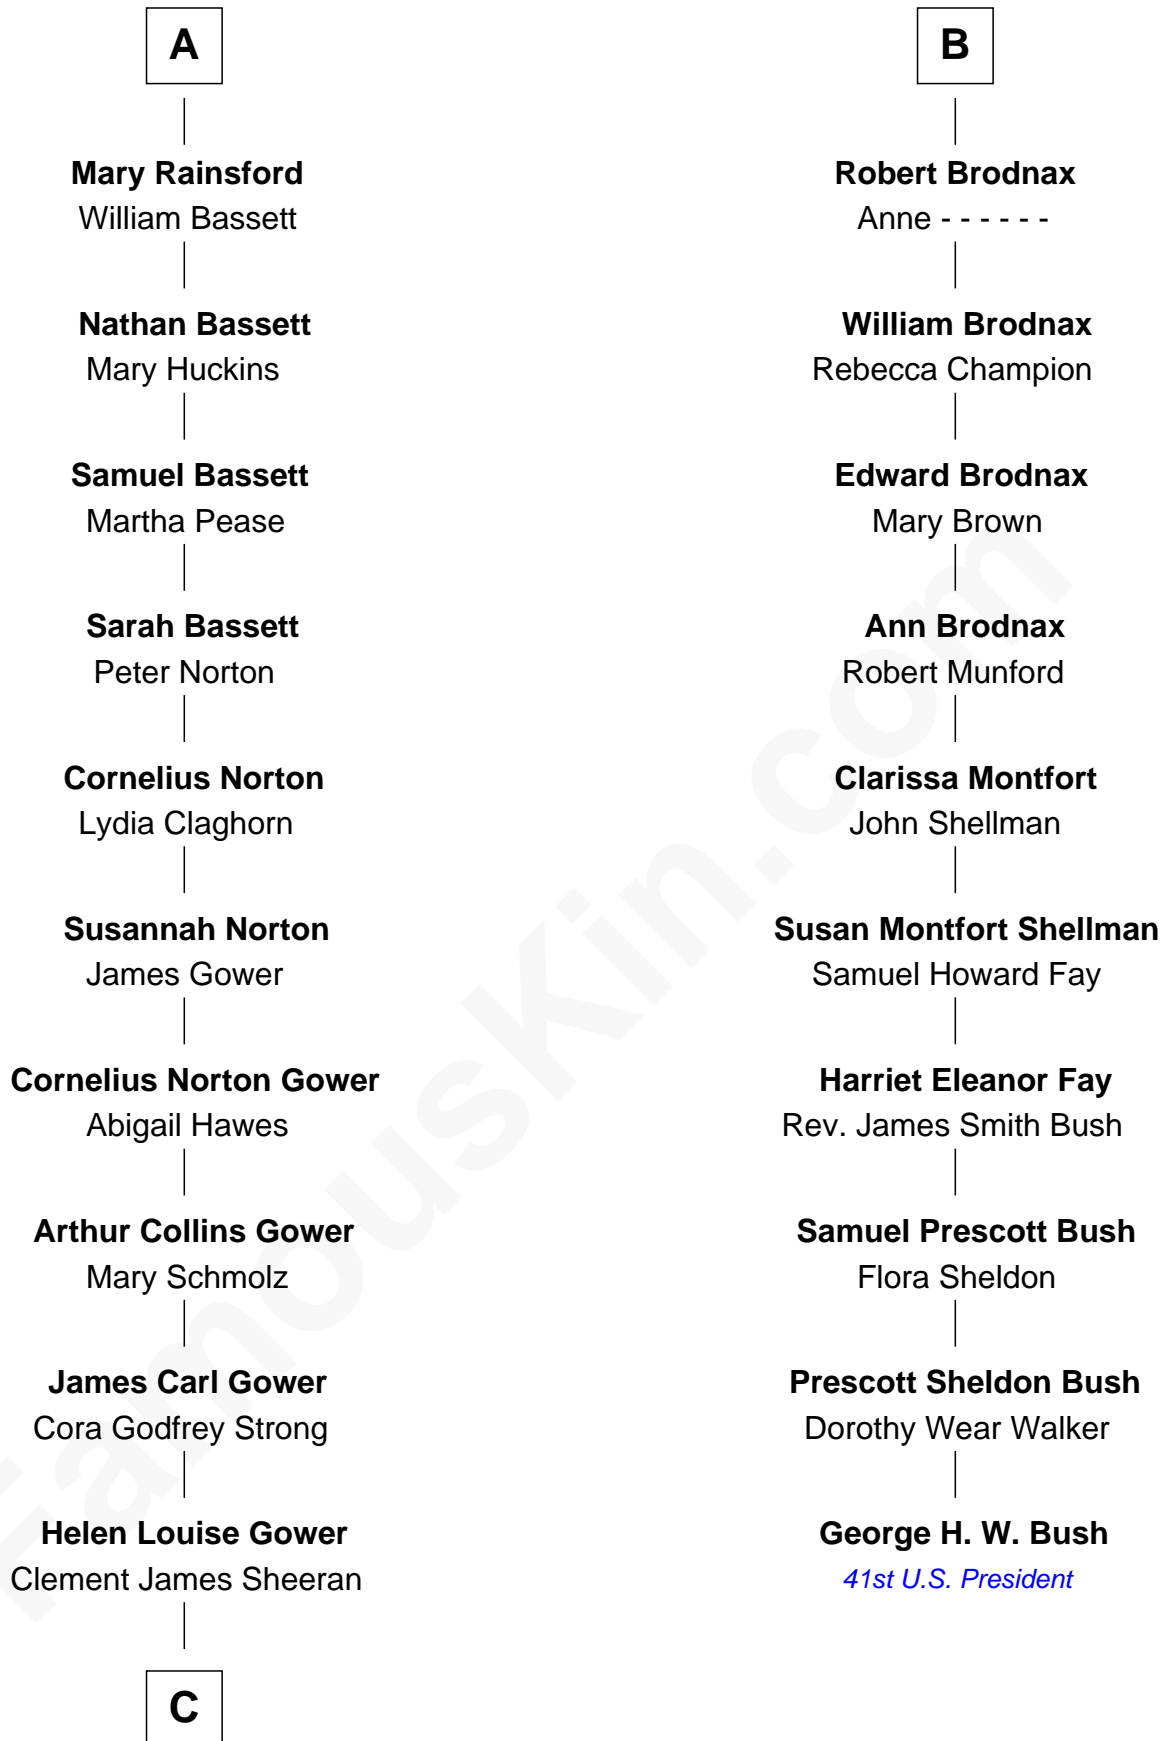 A
Mary Rainsford
William Bassett
Nathan Bassett
Mary Huckins
Samuel Bassett
Martha Pease
Sarah Bassett
Peter Norton
Cornelius Norton
Lydia Claghorn
Susannah Norton
James Gower
Cornelius Norton Gower
Abigail Hawes
Arthur Collins Gower
Mary Schmolz
James Carl Gower
Cora Godfrey Strong
Helen Louise Gower
Clement James Sheeran
C
B
Robert Brodnax
Anne - - - - - -
William Brodnax
Rebecca Champion
Edward Brodnax
Mary Brown
Ann Brodnax
Robert Munford
Clarissa Montfort
John Shellman
Susan Montfort Shellman
Samuel Howard Fay
Harriet Eleanor Fay
Rev. James Smith Bush
Samuel Prescott Bush
Flora Sheldon
Prescott Sheldon Bush
Dorothy Wear Walker
George H. W. Bush
41st U.S. President
FamousKin.com